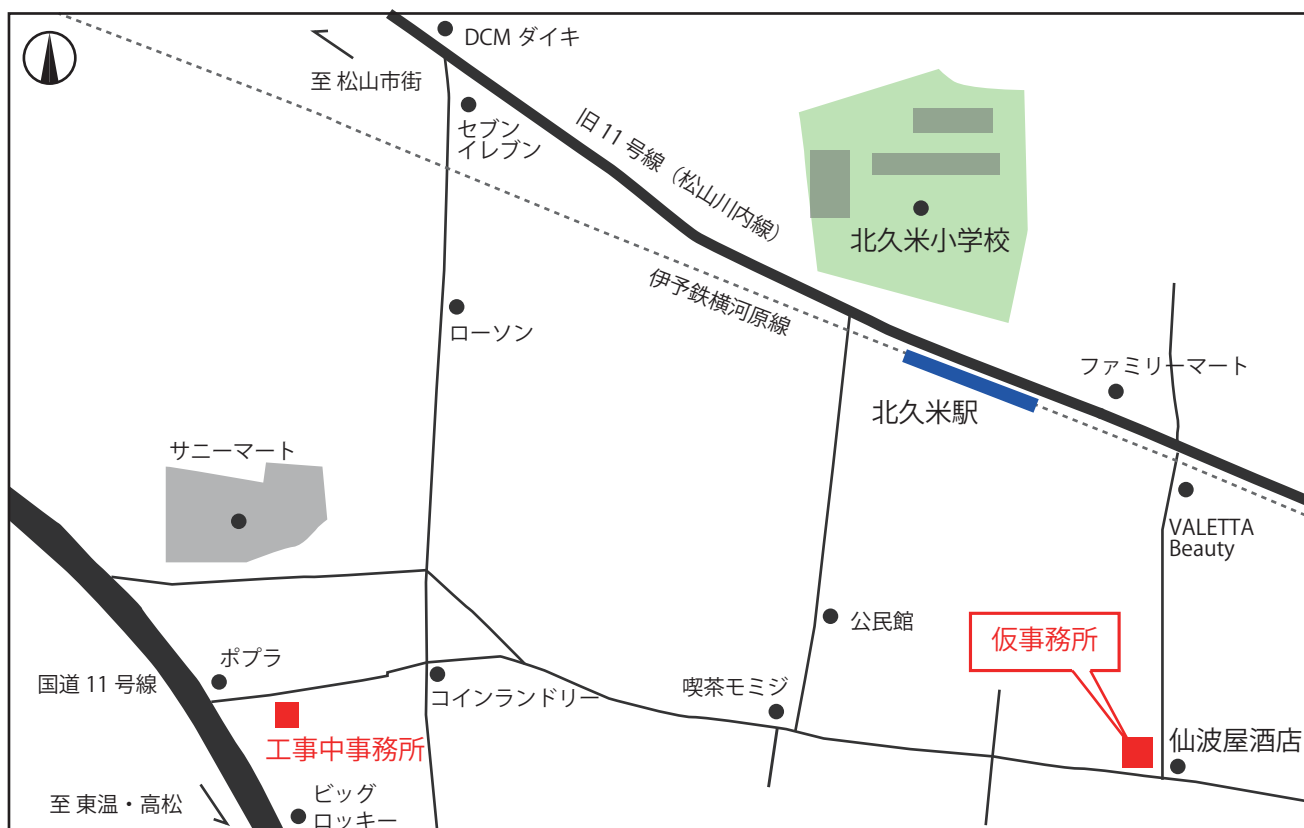 DCM ダイキ
至 松山市街
セブン
イレブン
旧 11 号線（松山川内線）
北久米小学校
伊予鉄横河原線
ローソン
ファミリーマート
北久米駅
サニーマート
VALETTA
Beauty
公民館
仮事務所
ポプラ
国道 11 号線
コインランドリー
喫茶モミジ
工事中事務所
仙波屋酒店
至 東温・高松
ビッグ
ロッキー